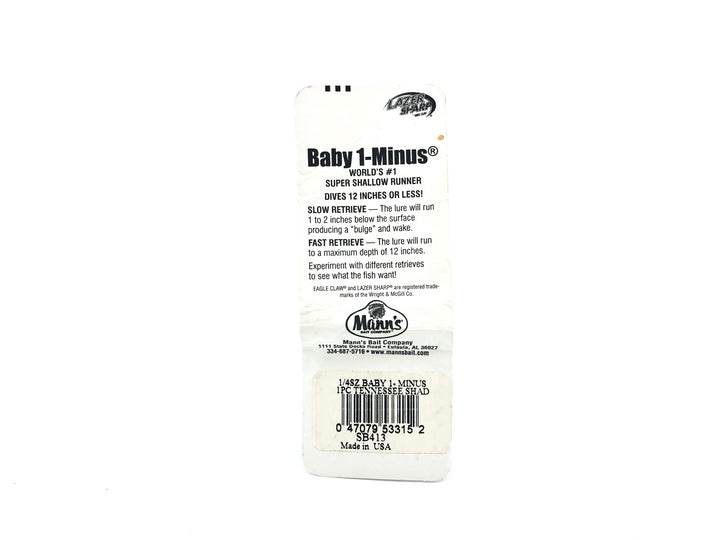 LAZER
SHARP
Baby 1-Minus®
WORLD'S #1
SUPER SHALLOW RUNNER
DIVES 12 INCHES OR LESS!
SLOW RETRIEVE — The lure will run
1 to 2 inches below the surface
producing a "bulge" and wake.
FAST RETRIEVE — The lure will run
to a maximum depth of 12 inches.
Experiment with different retrieves
to see what the fish want!
EAGLE CLAW® and LAZER SHARP® are registered trade-
marks of the Wright & McGill Co.
Mann's
BAIT COMPANY
Mann's Bait Company
1111 State Docks Road • Eufaula, AL 36027
334-687-5716 • www.mannsbait.com
1/4SZ BABY 1- MINUS
1PC TENNESSEE SHAD
0 47079 53315 2
SB413
Made in USA